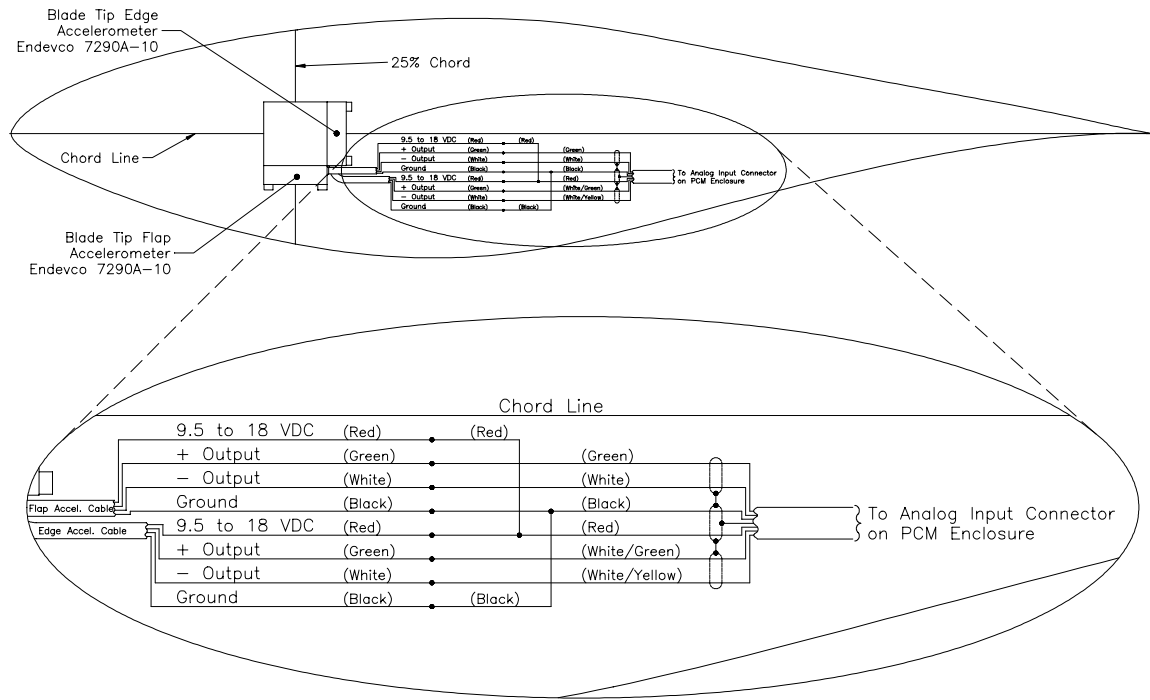 Blade Tip Edge
Accelerometer
Endevco 7290A-10
25% Chord
Chord Line
9.5 to 18 VDC (Red) (Red)
+ Output (Green) (Green)
- Output (White) (White)
Ground (Black) (Black)
9.5 to 18 VDC (Red) (Red)
+ Output (Green) (White/Green)
- Output (White) (White/Yellow)
Ground (Black) (Black)
To Analog Input Connector
on PCM Enclosure
Blade Tip Flap
Accelerometer
Endevco 7290A-10
Chord Line
9.5 to 18 VDC (Red) (Red)
+ Output (Green) (Green)
- Output (White) (White)
Ground (Black) (Black)
Flap Accel. Cable
9.5 to 18 VDC (Red) (Red)
Edge Accel. Cable
+ Output (Green) (White/Green)
- Output (White) (White/Yellow)
Ground (Black) (Black)
To Analog Input Connector
on PCM Enclosure